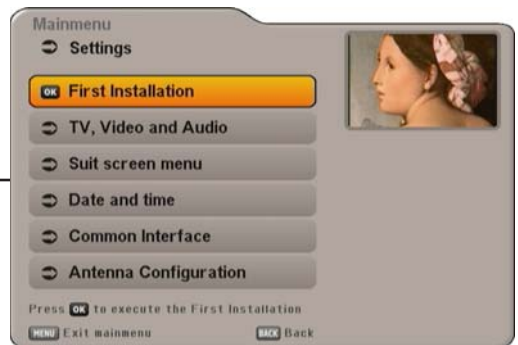 Mainmenu
Settings
OK First Installation
TV, Video and Audio
Suit screen menu
Date and time
Common Interface
Antenna Configuration
Press OK to execute the First Installation
MENU Exit mainmenu BACK Back